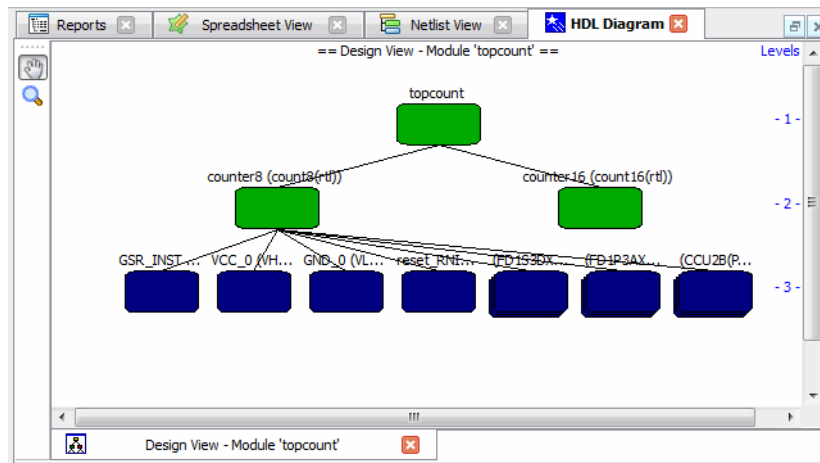 Reports Spreadsheet View Netlist View HDL Diagram
== Design View - Module 'topcount' == Levels
topcount
- 1 -
counter8 (count8(rtl)) counter16 (count16(rtl))
- 2 -
GSR_INST ... VCC_0 (VH... GND_0 (VL... reset_RNI... (FD1S3DX... (FD1P3AX... (CCU2B(P...
- 3 -
Design View - Module 'topcount'